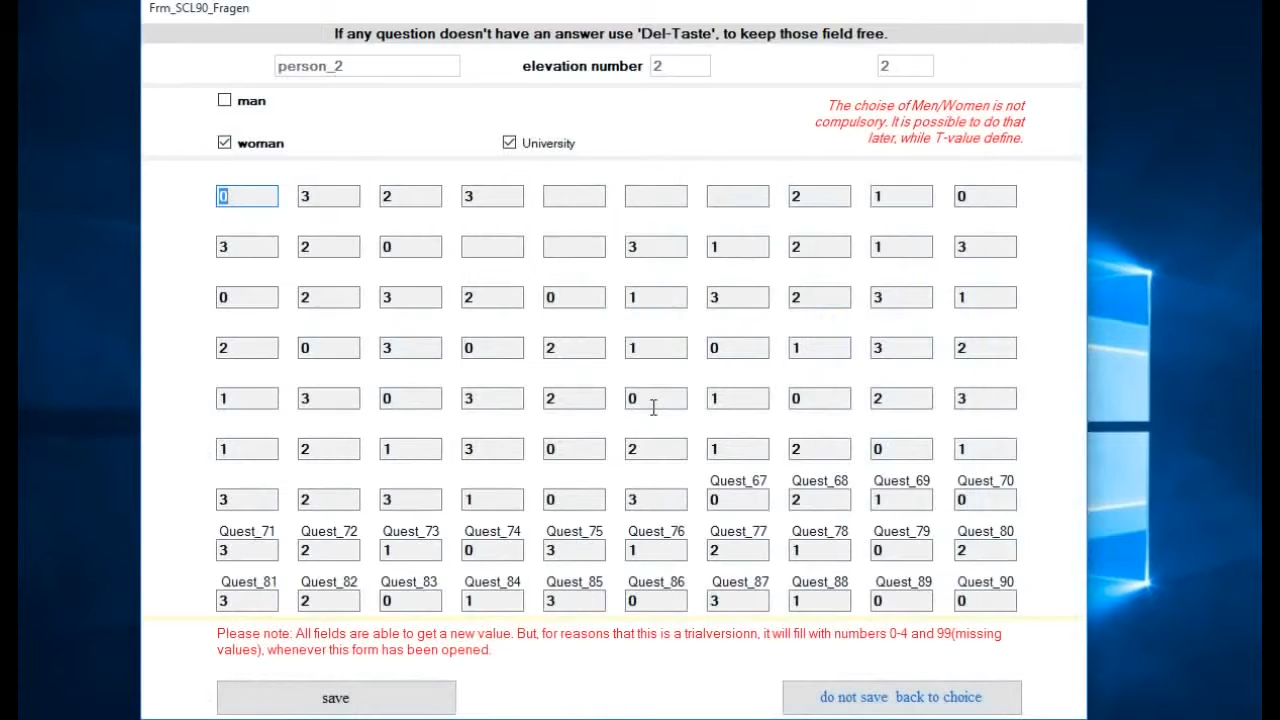 Frm_SCL90_Fragen
If any question doesn't have an answer use 'Del-Taste', to keep those field free.
person_2 elevation number 2 2
man
The choise of Men/Women is not
compulsory. It is possible to do that
later, while T-value define.
woman University
0 3 2 3 2 1 0
3 2 0 3 1 2 1 3
0 2 3 2 0 1 3 2 3 1
2 0 3 0 2 1 0 1 3 2
1 3 0 3 2 0 1 0 2 3
1 2 1 3 0 2 1 2 0 1
Quest_67 Quest_68 Quest_69 Quest_70
3 2 3 1 0 3 0 2 1 0
Quest_71 Quest_72 Quest_73 Quest_74 Quest_75 Quest_76 Quest_77 Quest_78 Quest_79 Quest_80
3 2 1 0 3 1 2 1 0 2
Quest_81 Quest_82 Quest_83 Quest_84 Quest_85 Quest_86 Quest_87 Quest_88 Quest_89 Quest_90
3 2 0 1 3 0 3 1 0 0
Please note: All fields are able to get a new value. But, for reasons that this is a trialversionn, it will fill with numbers 0-4 and 99(missing
values), whenever this form has been opened.
save do not save back to choice